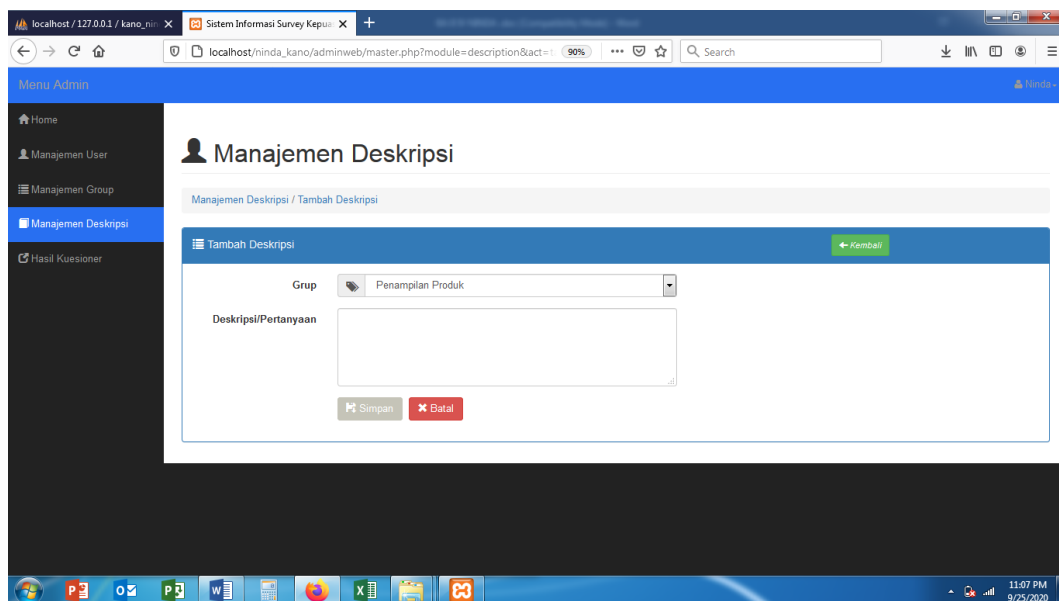 localhost / 127.0.0.1 / kano_nin
Sistem Informasi Survey Kepua
localhost/ninda_kano/adminweb/master.php?module=description&act=t
90%
Search
Menu Admin
Ninda
Home
Manajemen User
Manajemen Group
Manajemen Deskripsi
Hasil Kuesioner
Manajemen Deskripsi
Manajemen Deskripsi / Tambah Deskripsi
Tambah Deskripsi
Kembali
Grup
Penampilan Produk
Deskripsi/Pertanyaan
Simpan
Batal
11:07 PM
9/25/2020